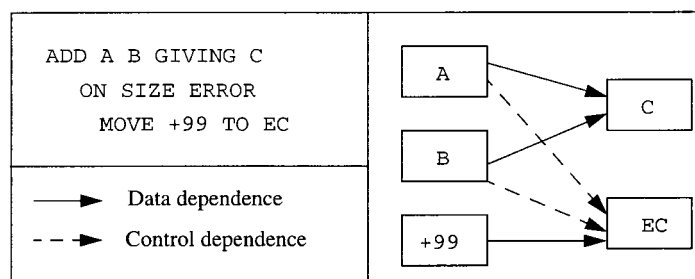 ADD A B GIVING C
ON SIZE ERROR
MOVE +99 TO EC
Data dependence
Control dependence
A
B
+99
C
EC